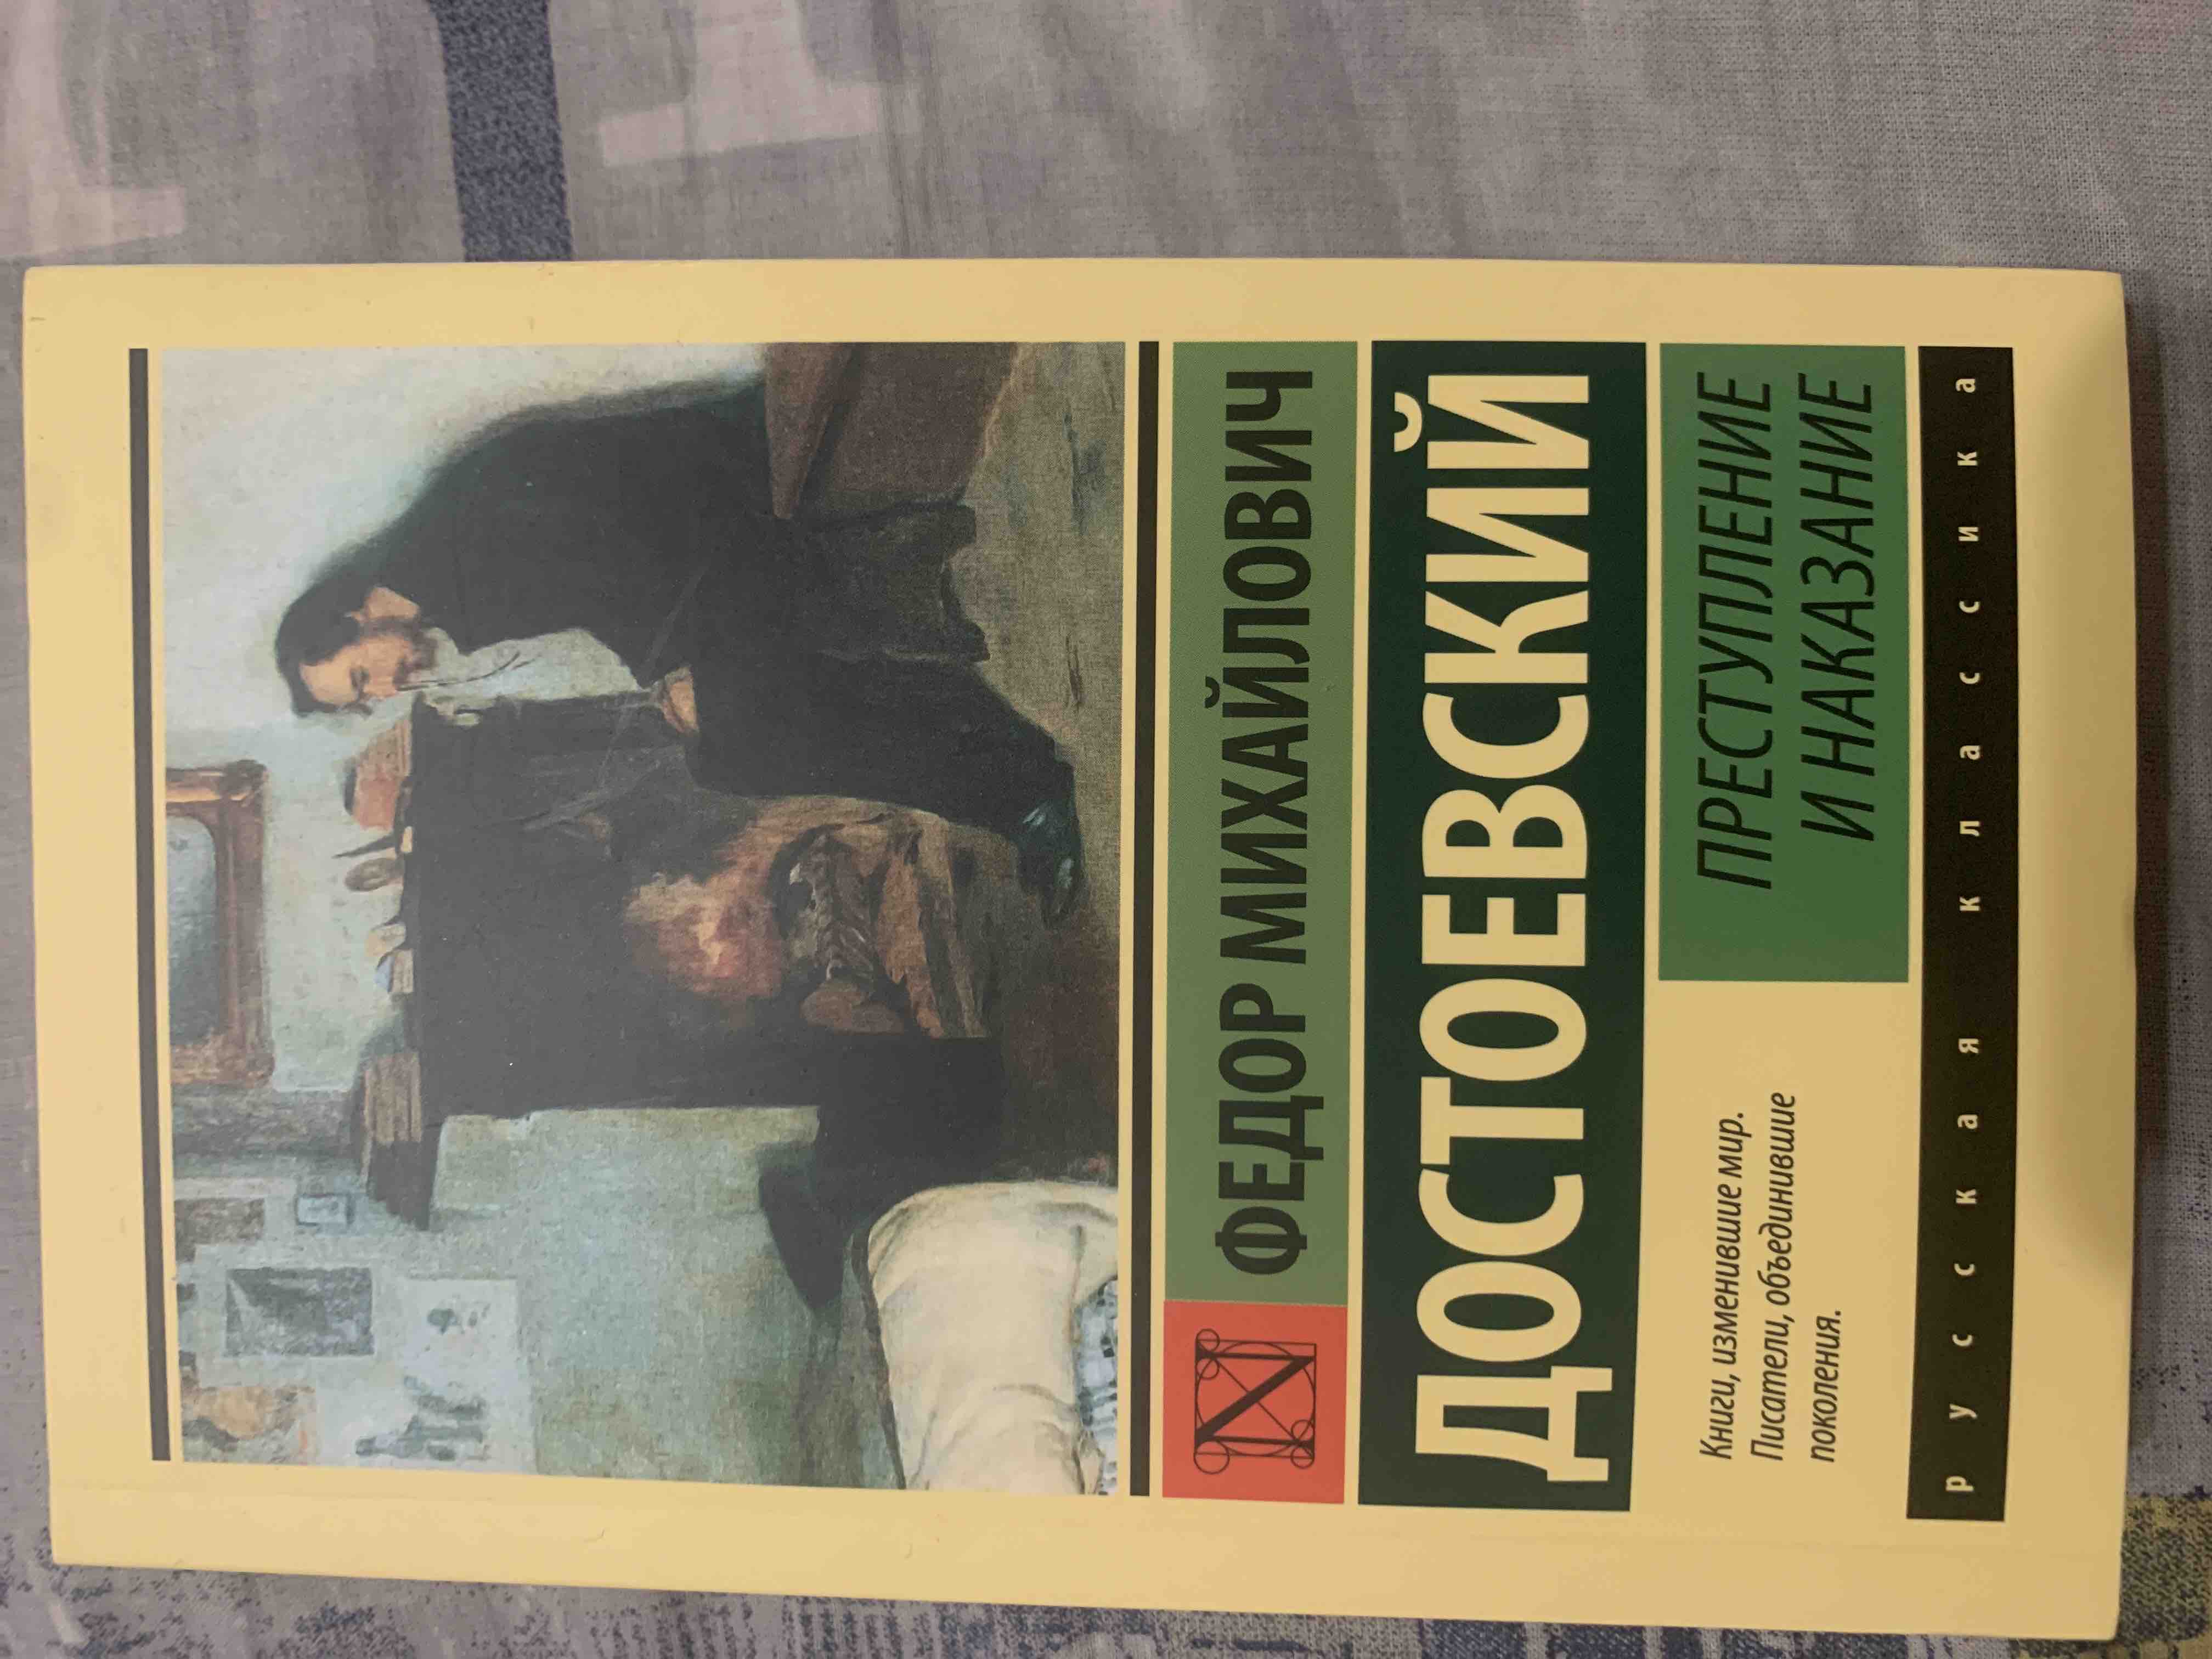 N
ФЕДОР МИХАЙЛОВИЧ
ДОСТОЕВСКИЙ
ПРЕСТУПЛЕНИЕ
И НАКАЗАНИЕ
Книги, изменившие мир.
Писатели, объединившие
поколения.
русская классика